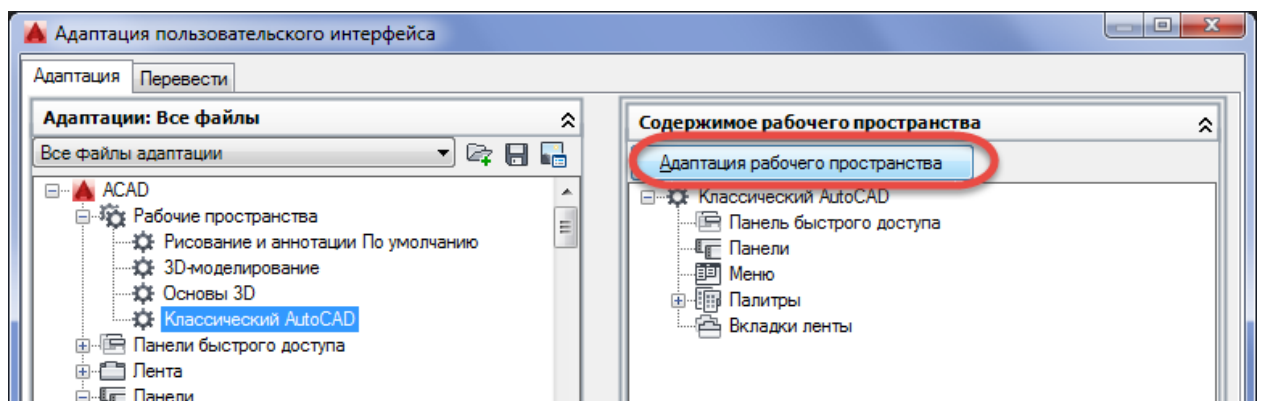 Адаптация пользовательского интерфейса
Адаптация
Перевести
Адаптации: Все файлы
Все файлы адаптации
ACAD
Рабочие пространства
Рисование и аннотации По умолчанию
3D-моделирование
Основы 3D
Классический AutoCAD
Панели быстрого доступа
Лента
Панели
Содержимое рабочего пространства
Адаптация рабочего пространства
Классический AutoCAD
Панель быстрого доступа
Панели
Меню
Палитры
Вкладки ленты